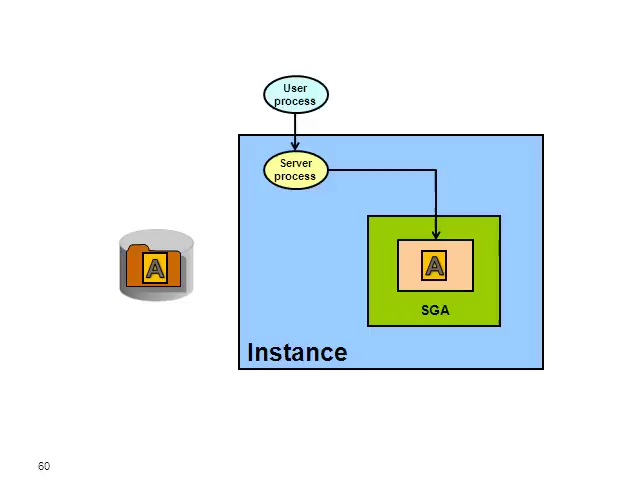 User
process
Server
process
A
A
SGA
Instance
60